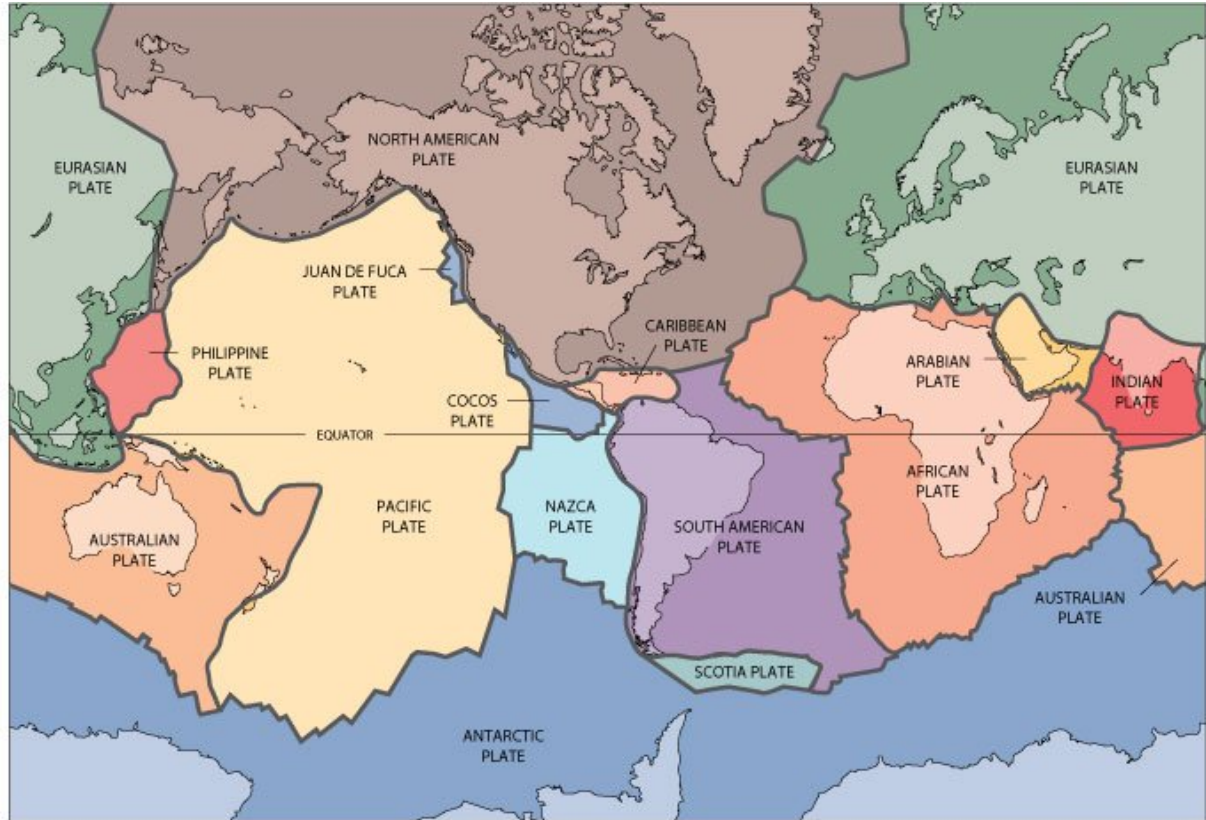 NORTH AMERICAN
PLATE
EURASIAN
PLATE
EURASIAN
PLATE
JUAN DE FUCA
PLATE
CARIBBEAN
PLATE
PHILIPPINE
PLATE
ARABIAN
PLATE
INDIAN
PLATE
COCOS
PLATE
EQUATOR
AFRICAN
PLATE
PACIFIC
PLATE
NAZCA
PLATE
SOUTH AMERICAN
PLATE
AUSTRALIAN
PLATE
AUSTRALIAN
PLATE
SCOTIA PLATE
ANTARCTIC
PLATE